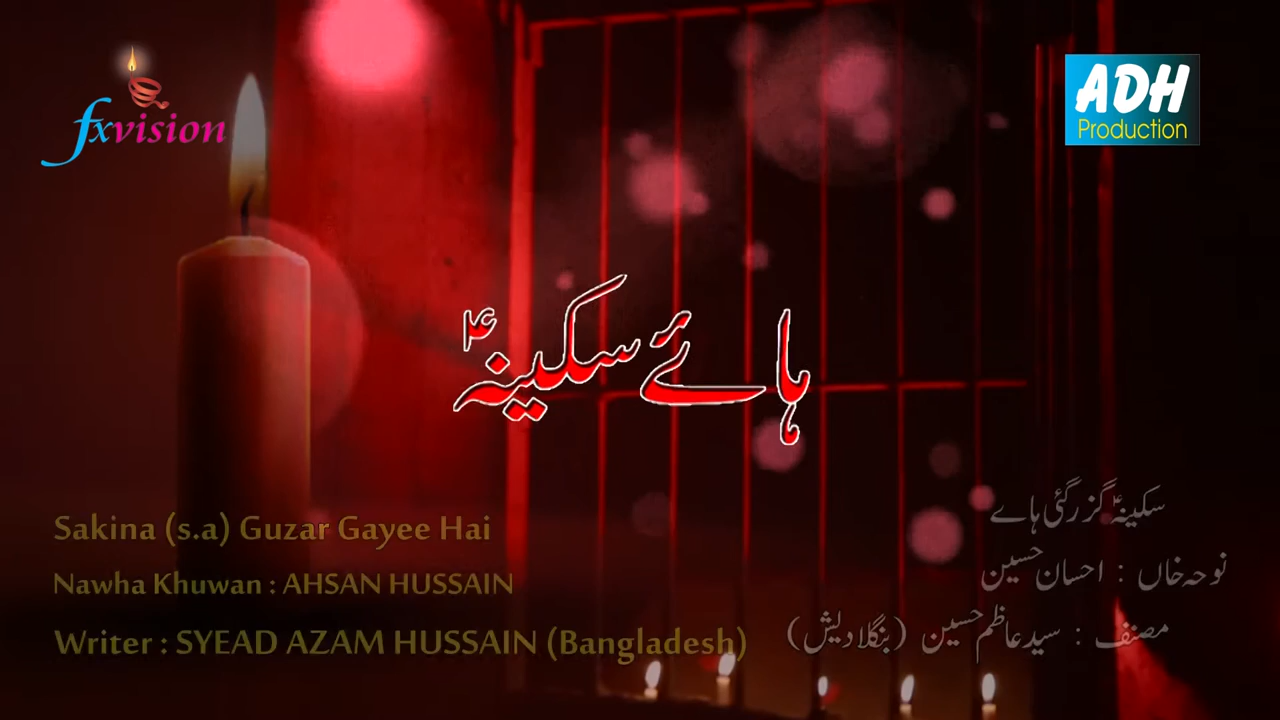 fxvision
ADH
Production
ہائے سکینہؑ
Sakina (s.a) Guzar Gayee Hai
Nawha Khuwan : AHSAN HUSSAIN
Writer : SYEAD AZAM HUSSAIN (Bangladesh)
سکینہؑ گزر گئی ہاے
نوحہ خاں : احسان حسین
مصنف : سید عاظم حسین (بنگلادیش)